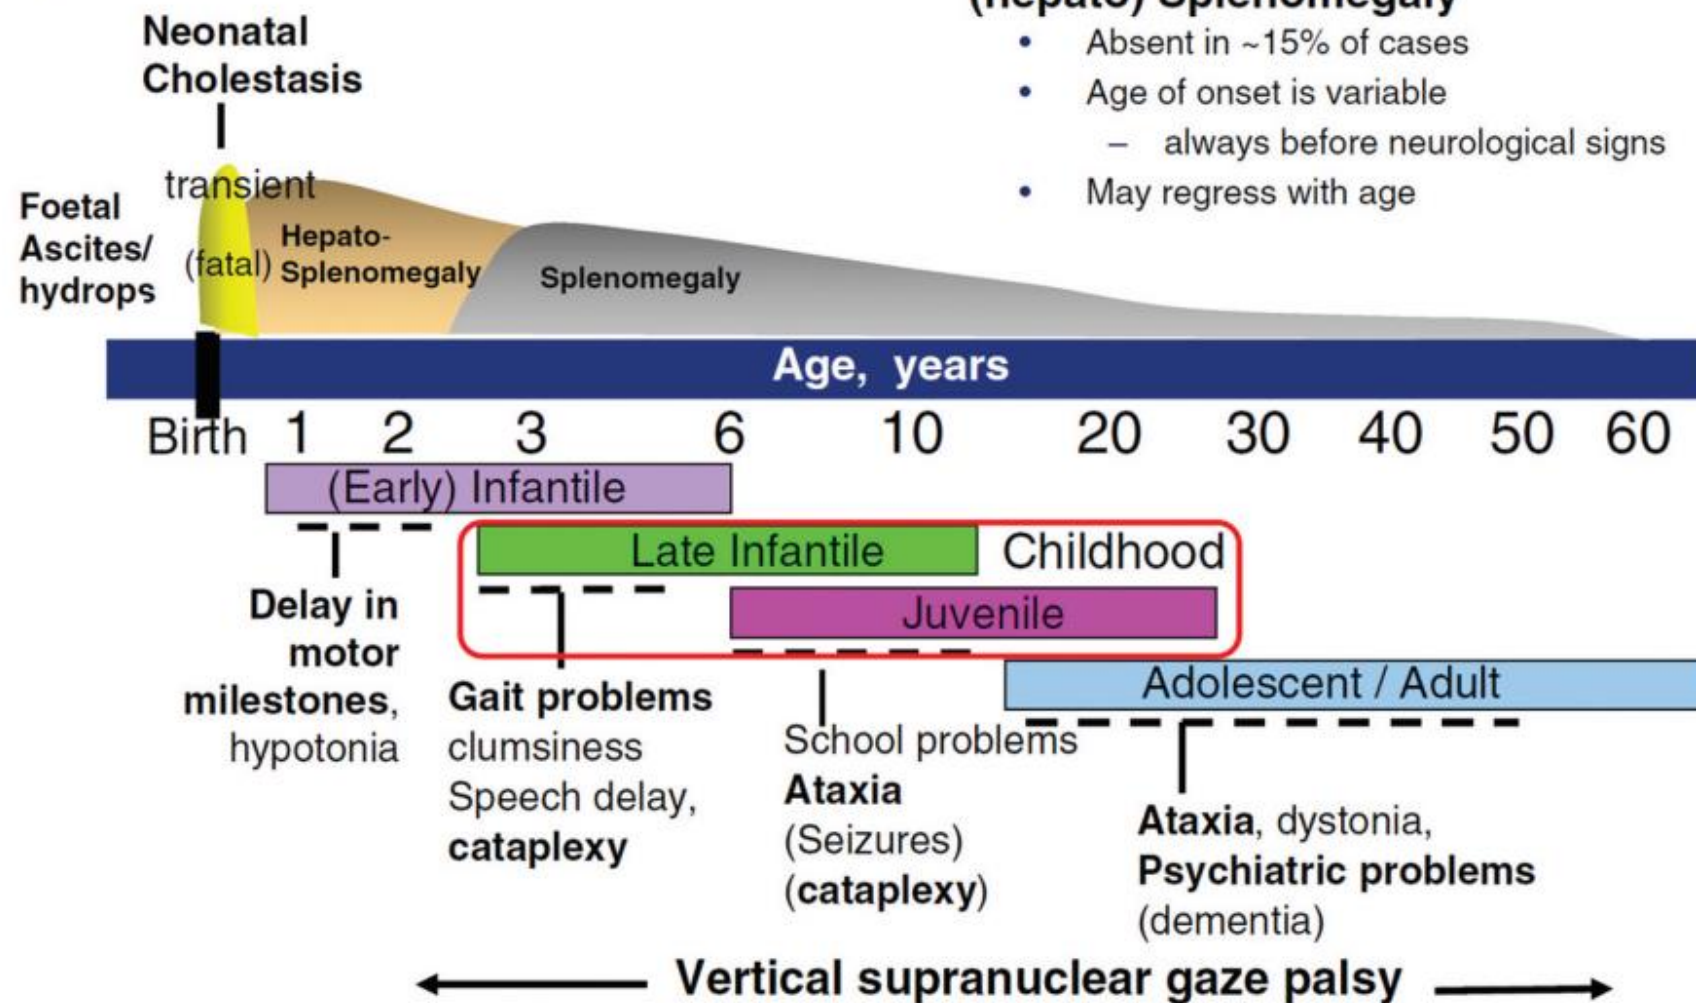 Neonatal
Cholestasis
(hepato) Splenomegaly
• Absent in ~15% of cases
• Age of onset is variable
– always before neurological signs
• May regress with age
transient
Foetal
Ascites/
hydrops
(fatal)
Hepato-
Splenomegaly
Splenomegaly
Age, years
Birth 1 2 3 6 10 20 30 40 50 60
(Early) Infantile
Late Infantile
Childhood
Juvenile
Adolescent / Adult
Delay in
motor
milestones,
hypotonia
Gait problems
clumsiness
Speech delay,
cataplexy
School problems
Ataxia
(Seizures)
(cataplexy)
Ataxia, dystonia,
Psychiatric problems
(dementia)
Vertical supranuclear gaze palsy